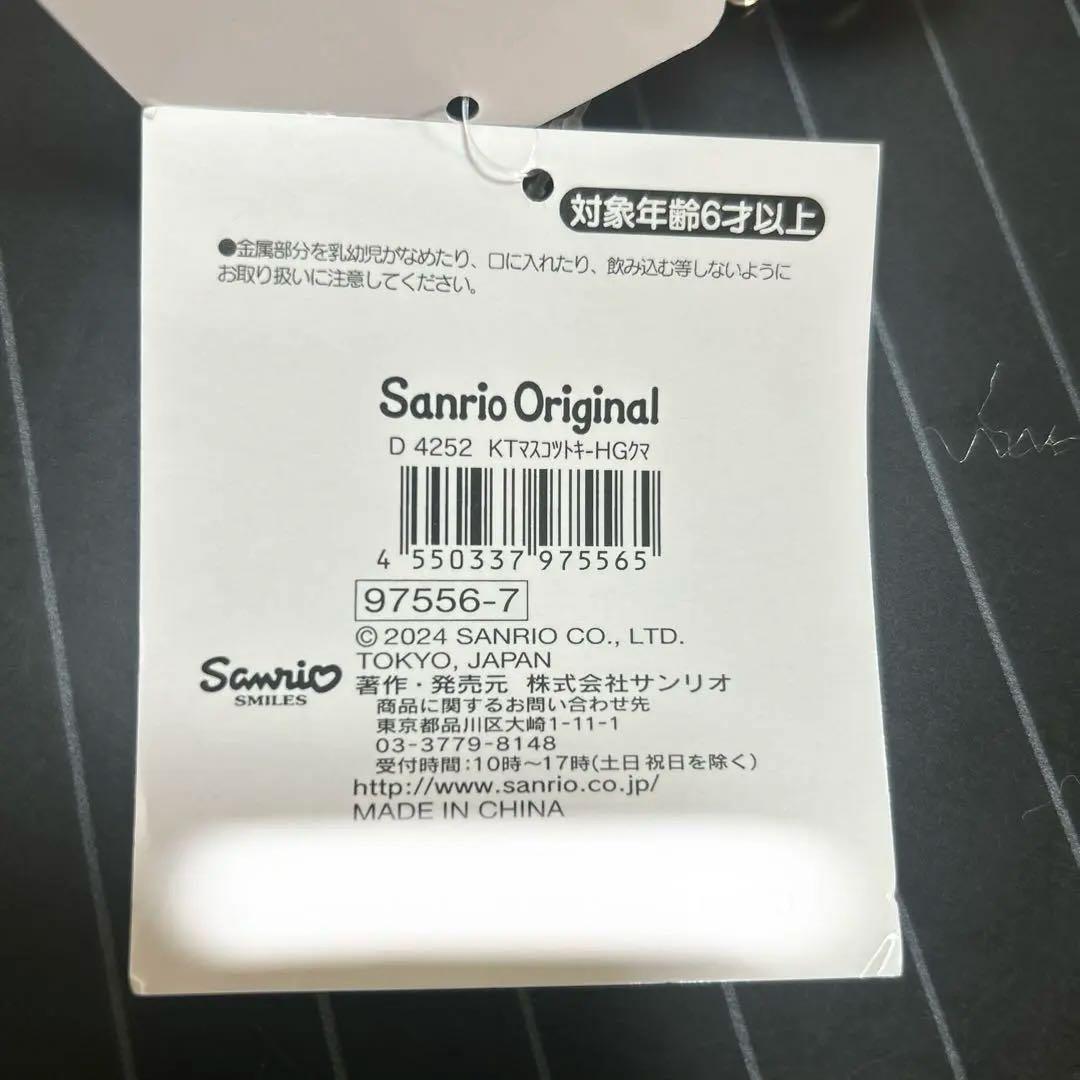 対象年齢6才以上
●金属部分を乳幼児がなめたり、口に入れたり、飲み込む等しないように
お取り扱いに注意してください。
Sanrio Original
D 4252 KTマスコツトキーHGクマ
4 550337 975565
97556-7
© 2024 SANRIO CO., LTD.
TOKYO, JAPAN
Sanrio
SMILES
著作・発売元 株式会社サンリオ
商品に関するお問い合わせ先
東京都品川区大崎1-11-1
03-3779-8148
受付時間:10時～17時(土日祝日を除く)
http://www.sanrio.co.jp/
MADE IN CHINA